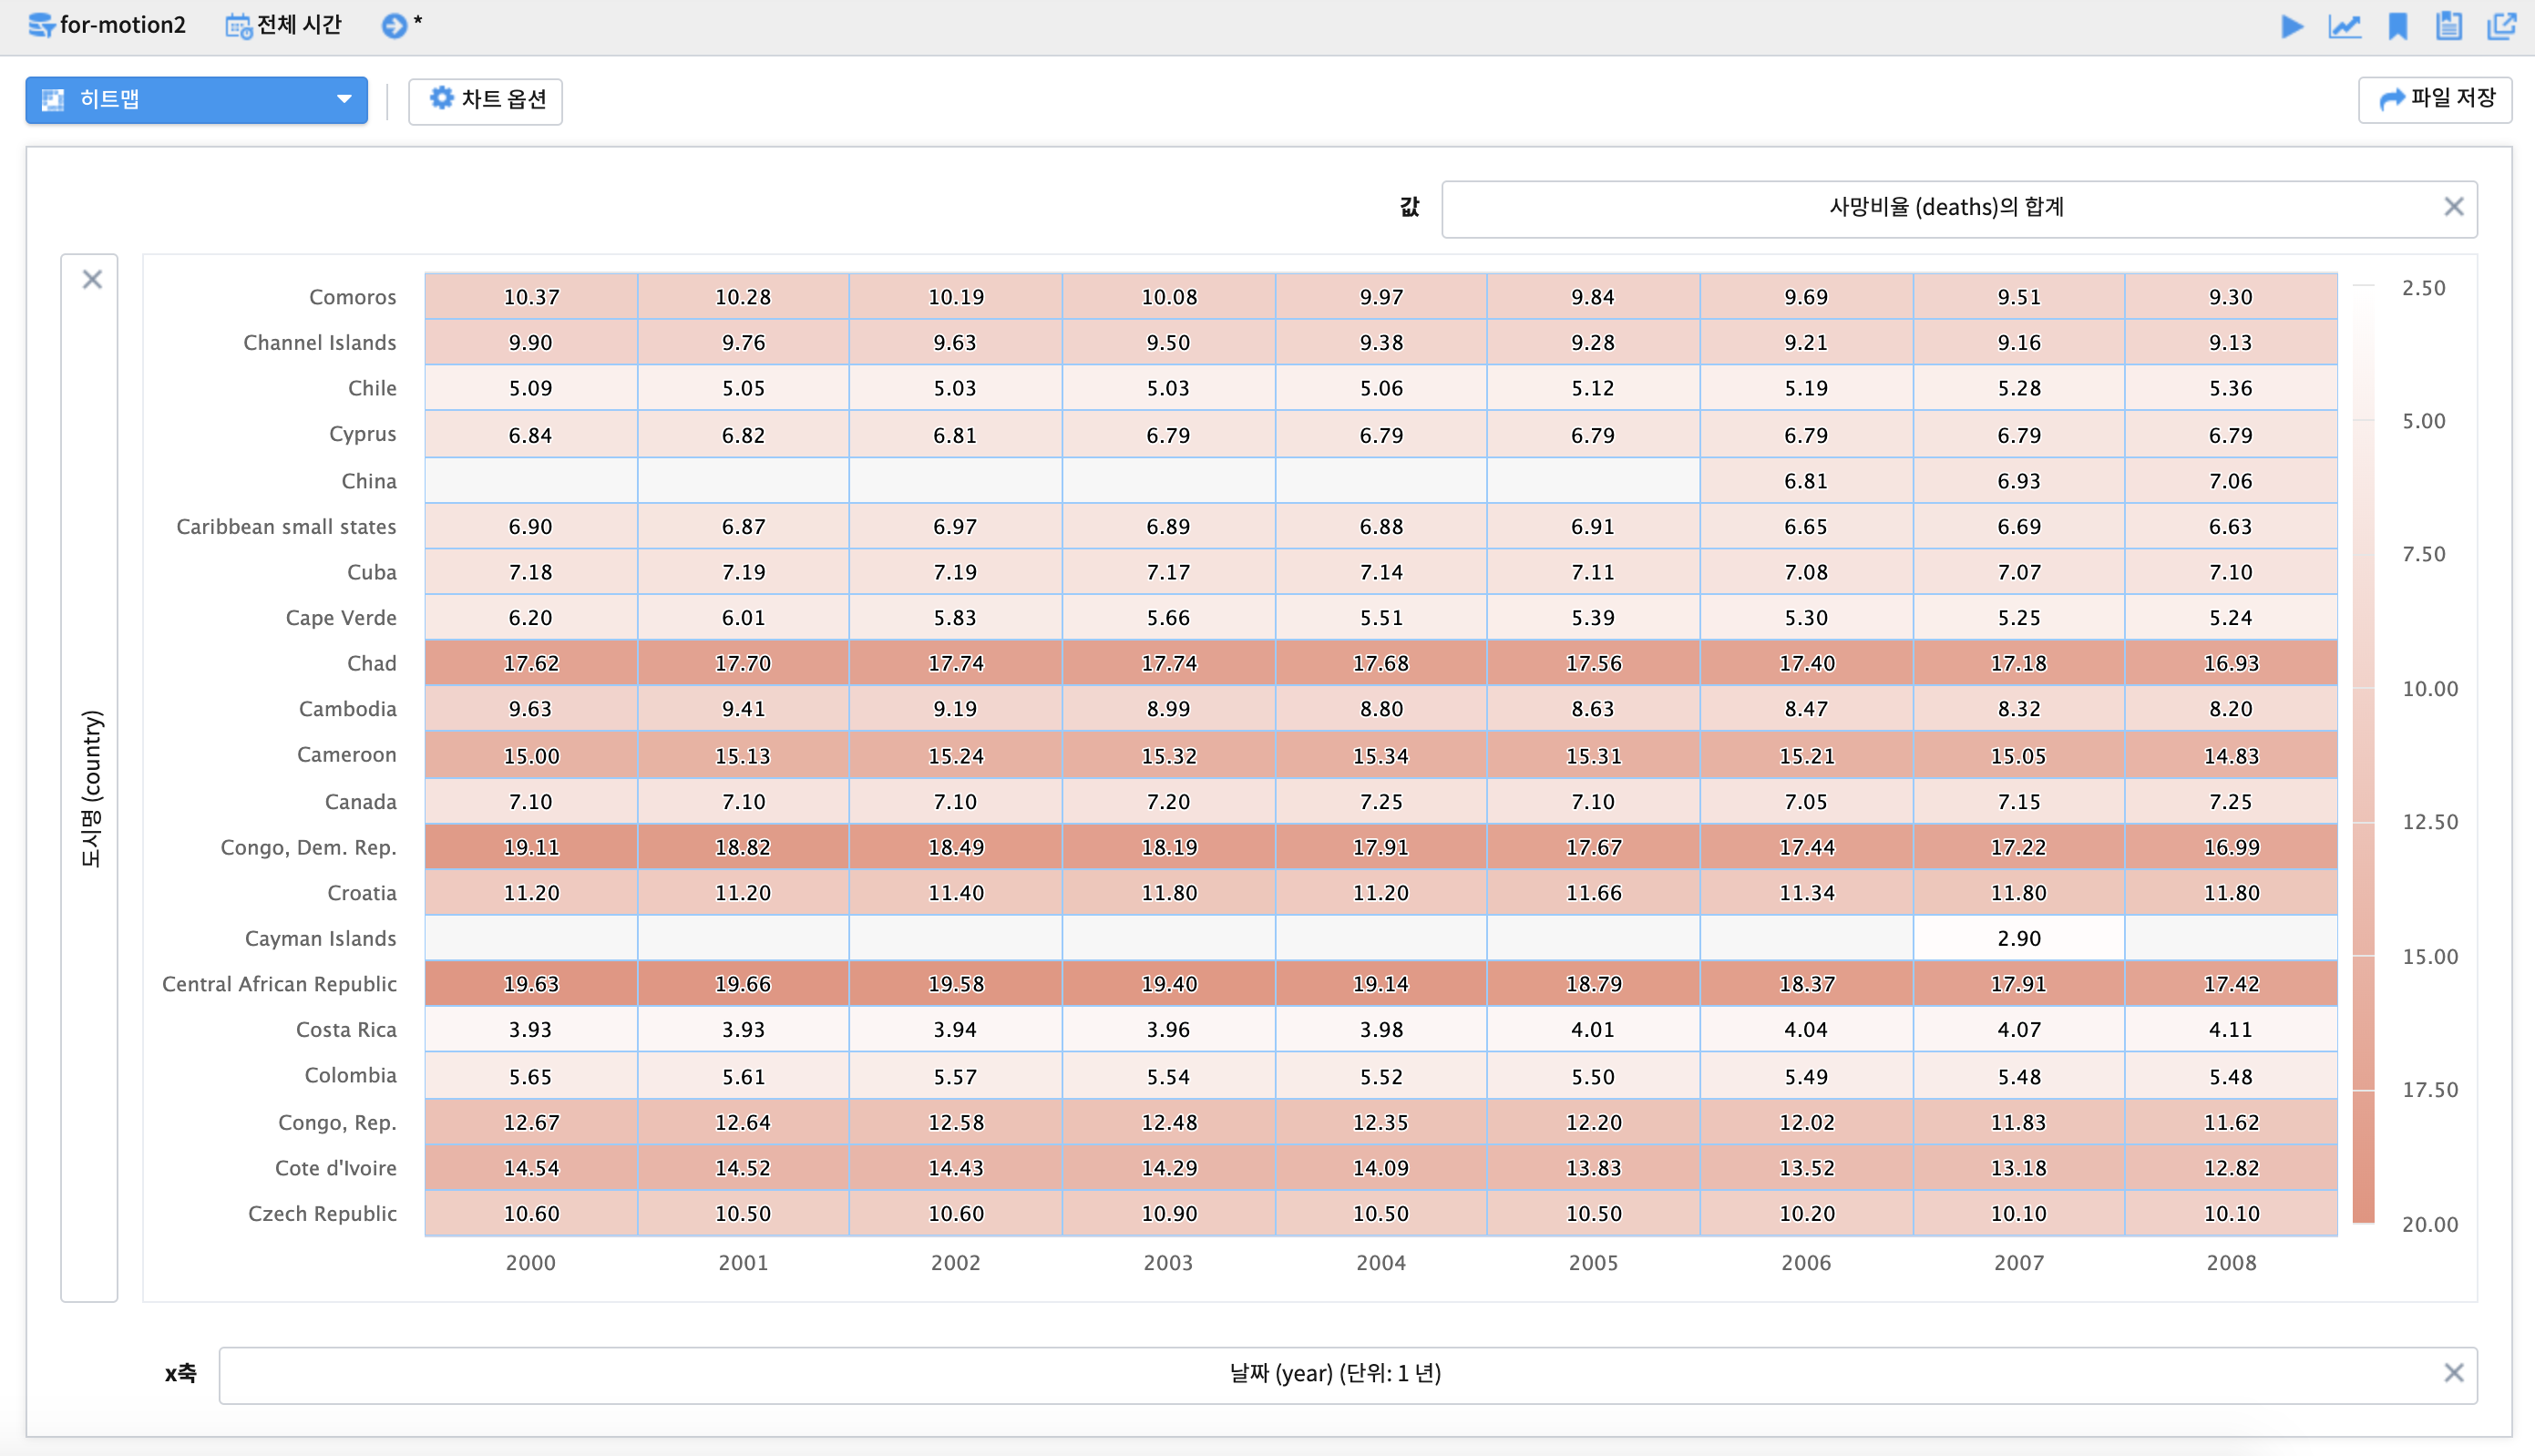 for-motion2 전체 시간 *
히트맵 차트 옵션 파일 저장
값 사망비율 (deaths)의 합계
도시명 (country)
Comoros 10.37 10.28 10.19 10.08 9.97 9.84 9.69 9.51 9.30
Channel Islands 9.90 9.76 9.63 9.50 9.38 9.28 9.21 9.16 9.13
Chile 5.09 5.05 5.03 5.03 5.06 5.12 5.19 5.28 5.36
Cyprus 6.84 6.82 6.81 6.79 6.79 6.79 6.79 6.79 6.79
China 6.81 6.93 7.06
Caribbean small states 6.90 6.87 6.97 6.89 6.88 6.91 6.65 6.69 6.63
Cuba 7.18 7.19 7.19 7.17 7.14 7.11 7.08 7.07 7.10
Cape Verde 6.20 6.01 5.83 5.66 5.51 5.39 5.30 5.25 5.24
Chad 17.62 17.70 17.74 17.74 17.68 17.56 17.40 17.18 16.93
Cambodia 9.63 9.41 9.19 8.99 8.80 8.63 8.47 8.32 8.20
Cameroon 15.00 15.13 15.24 15.32 15.34 15.31 15.21 15.05 14.83
Canada 7.10 7.10 7.10 7.20 7.25 7.10 7.05 7.15 7.25
Congo, Dem. Rep. 19.11 18.82 18.49 18.19 17.91 17.67 17.44 17.22 16.99
Croatia 11.20 11.20 11.40 11.80 11.20 11.66 11.34 11.80 11.80
Cayman Islands 2.90
Central African Republic 19.63 19.66 19.58 19.40 19.14 18.79 18.37 17.91 17.42
Costa Rica 3.93 3.93 3.94 3.96 3.98 4.01 4.04 4.07 4.11
Colombia 5.65 5.61 5.57 5.54 5.52 5.50 5.49 5.48 5.48
Congo, Rep. 12.67 12.64 12.58 12.48 12.35 12.20 12.02 11.83 11.62
Cote d'Ivoire 14.54 14.52 14.43 14.29 14.09 13.83 13.52 13.18 12.82
Czech Republic 10.60 10.50 10.60 10.90 10.50 10.50 10.20 10.10 10.10
2000 2001 2002 2003 2004 2005 2006 2007 2008
2.50
5.00
7.50
10.00
12.50
15.00
17.50
20.00
x축 날짜 (year) (단위: 1 년)